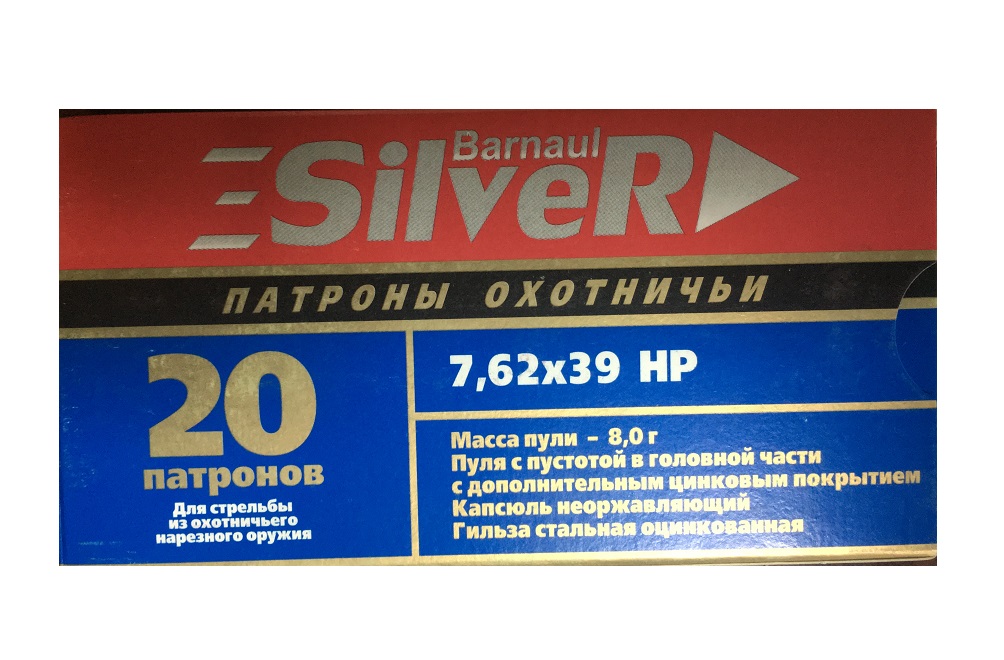 Barnaul
SilveR
ПАТРОНЫ ОХОТНИЧЬИ
20
патронов
Для стрельбы
из охотничьего
нарезного оружия
7,62x39 HP
Масса пули – 8,0 г
Пуля с пустотой в головной части
с дополнительным цинковым покрытием
Капсюль неоржавляющий
Гильза стальная оцинкованная